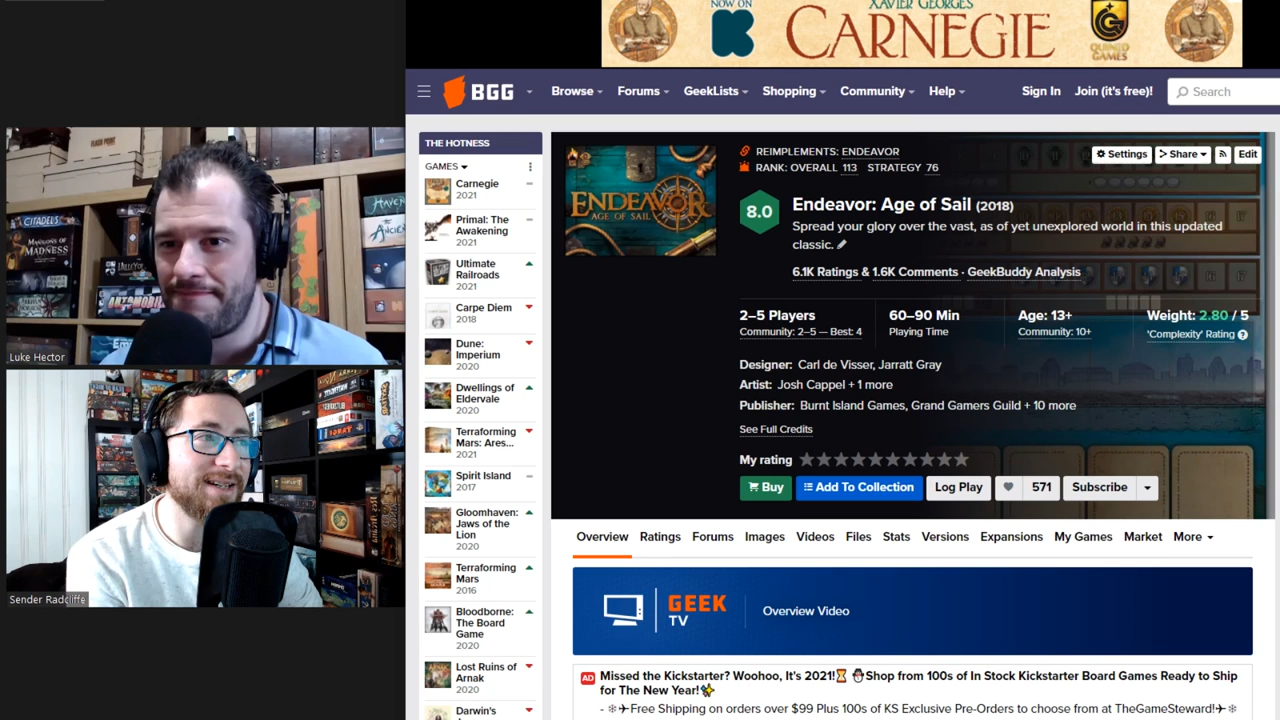 NOW ON
K
XAVIER GEORGES
CARNEGIE
QUINED
GAMES
BGG
Browse
Forums
GeekLists
Shopping
Community
Help
Sign In
Join (it's free!)
Search
THE HOTNESS
GAMES
Carnegie
2021
Primal: The
Awakening
2021
Ultimate
Railroads
2021
Carpe Diem
2018
Dune:
Imperium
2020
Dwellings of
Eldervale
2020
Terraforming
Mars: Ares...
2021
Spirit Island
2017
Gloomhaven:
Jaws of the
Lion
2020
Terraforming
Mars
2016
Bloodborne:
The Board
Game
2020
Lost Ruins of
Arnak
2020
Darwin's
ENDEAVOR
AGE OF SAIL
REIMPLEMENTS: ENDEAVOR
RANK: OVERALL 113 STRATEGY 76
Settings
Share
Edit
8.0
Endeavor: Age of Sail (2018)
Spread your glory over the vast, as of yet unexplored world in this updated
classic.
6.1K Ratings & 1.6K Comments · GeekBuddy Analysis
2–5 Players
Community: 2–5 — Best: 4
60–90 Min
Playing Time
Age: 13+
Community: 10+
Weight: 2.80 / 5
'Complexity' Rating
Designer: Carl de Visser, Jarratt Gray
Artist: Josh Cappel + 1 more
Publisher: Burnt Island Games, Grand Gamers Guild + 10 more
See Full Credits
My rating
Buy
Add To Collection
Log Play
571
Subscribe
Overview
Ratings
Forums
Images
Videos
Files
Stats
Versions
Expansions
My Games
Market
More
GEEK
TV
Overview Video
AD
Missed the Kickstarter? Woohoo, It's 2021!⏳ ⛄Shop from 100s of In Stock Kickstarter Board Games Ready to Ship
for The New Year!✨
- ❄✈Free Shipping on orders over $99 Plus 100s of KS Exclusive Pre-Orders to choose from at TheGameSteward!✈❄
FLASH POINT
CITADELS
MANSIONS OF
MADNESS
AUTOMOBIL
HAVEN
ANCIEN
Luke Hector
Sender Radcliffe